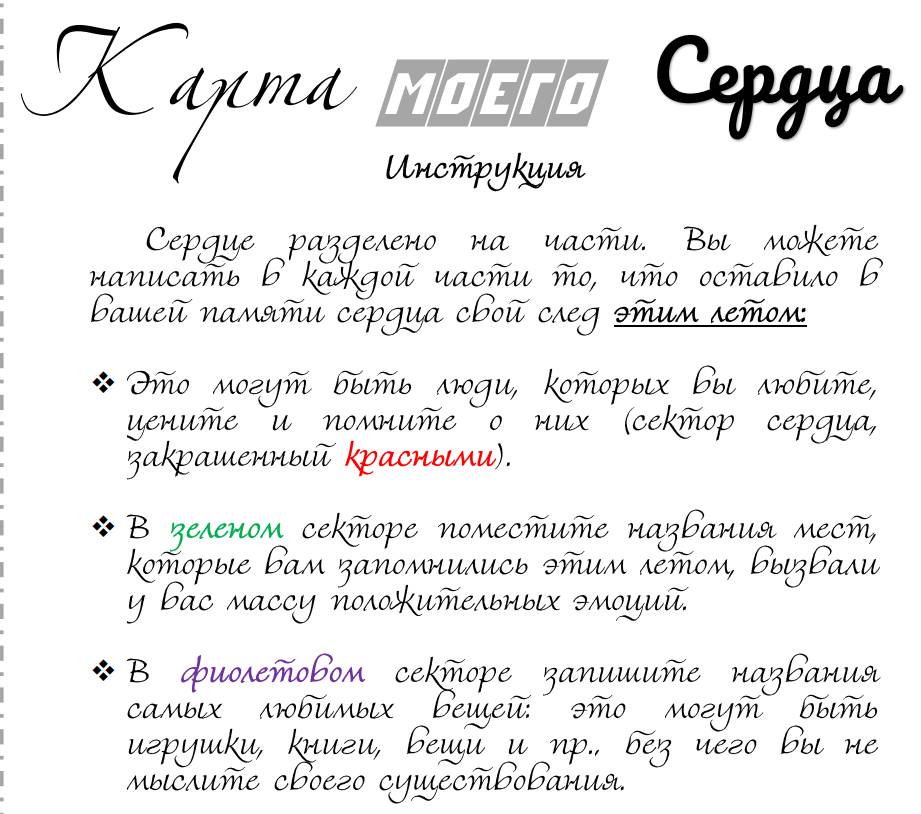 Карта МОЕГО Сердца
Инструкция
Сердце разделено на части. Вы можете
написать в каждой части то, что оставило в
вашей памяти сердца свой след этим летом:
❖ Это могут быть люди, которых вы любите,
цените и помните о них (сектор сердца,
закрашенный красными).
❖ В зеленом секторе поместите названия мест,
которые вам запомнились этим летом, вызвали
у вас массу положительных эмоций.
❖ В фиолетовом секторе запишите названия
самых любимых вещей: это могут быть
игрушки, книги, вещи и пр., без чего вы не
мыслите своего существования.